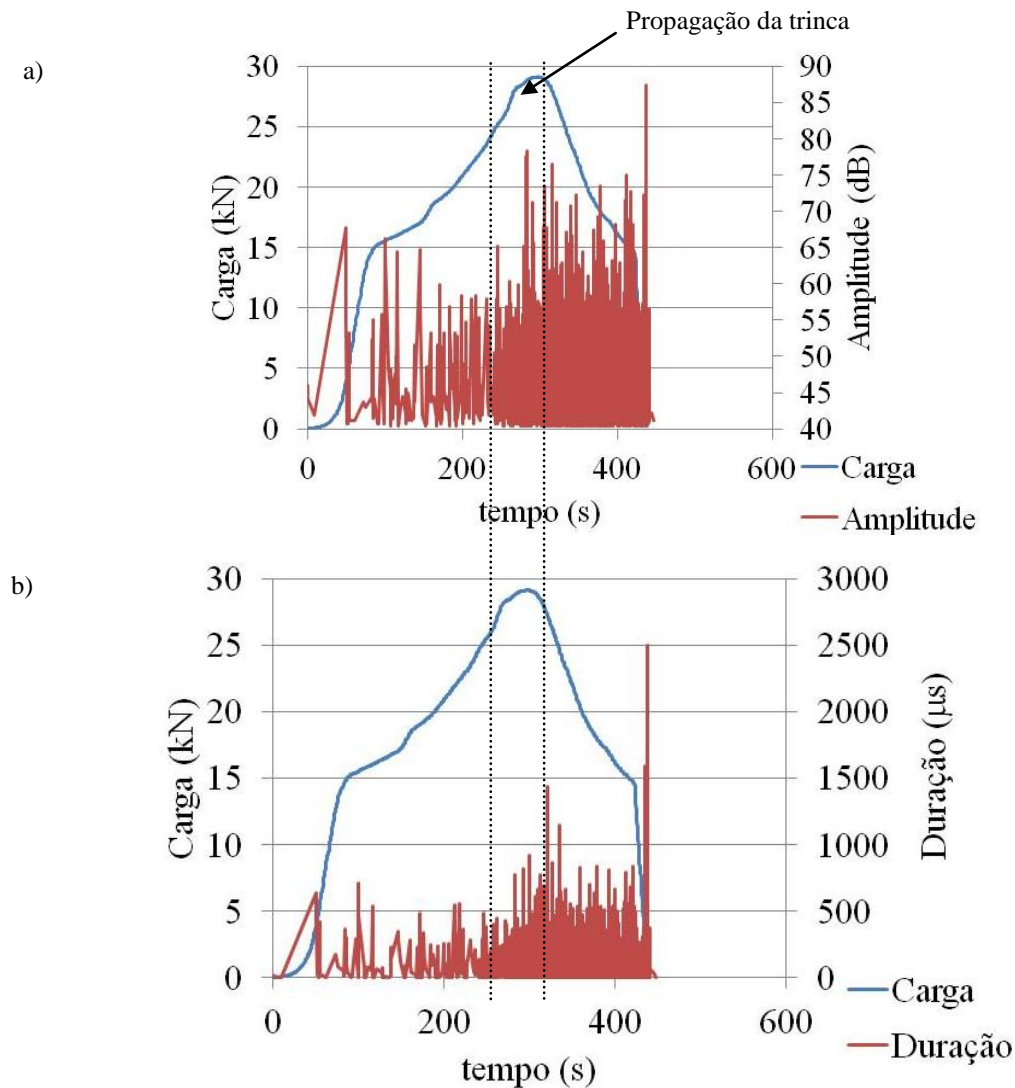 Propagação da trinca
a)
30
25
20
15
10
5
0
Carga (kN)
90
85
80
75
70
65
60
55
50
45
40
Amplitude (dB)
0 200 400 600
tempo (s)
Carga
Amplitude
b)
30
25
20
15
10
5
0
Carga (kN)
3000
2500
2000
1500
1000
500
0
Duração (µs)
0 200 400 600
tempo (s)
Carga
Duração